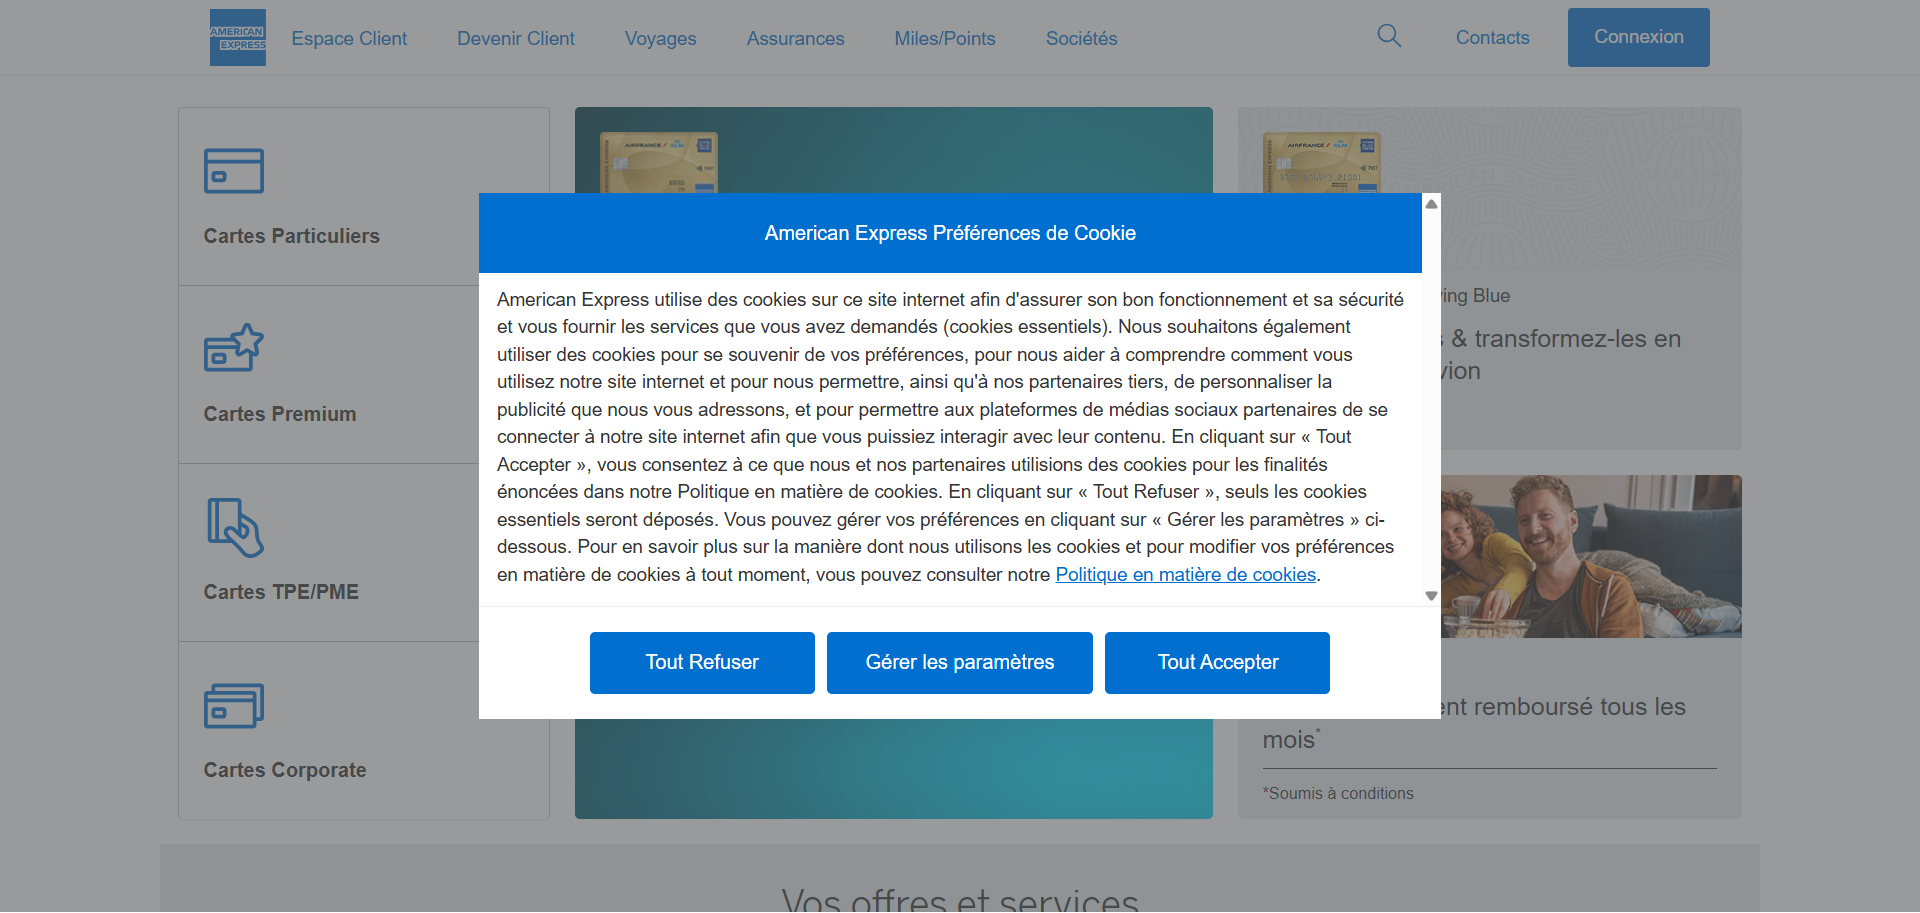 AMERICAN
EXPRESS
Espace Client
Devenir Client
Voyages
Assurances
Miles/Points
Sociétés
Contacts
Connexion
Cartes Particuliers
Cartes Premium
Cartes TPE/PME
Cartes Corporate
AIRFRANCE
KLM
AIRFRANCE
KLM
American Express Préférences de Cookie
American Express utilise des cookies sur ce site internet afin d'assurer son bon fonctionnement et sa sécurité
et vous fournir les services que vous avez demandés (cookies essentiels). Nous souhaitons également
utiliser des cookies pour se souvenir de vos préférences, pour nous aider à comprendre comment vous
utilisez notre site internet et pour nous permettre, ainsi qu'à nos partenaires tiers, de personnaliser la
publicité que nous vous adressons, et pour permettre aux plateformes de médias sociaux partenaires de se
connecter à notre site internet afin que vous puissiez interagir avec leur contenu. En cliquant sur « Tout
Accepter », vous consentez à ce que nous et nos partenaires utilisions des cookies pour les finalités
énoncées dans notre Politique en matière de cookies. En cliquant sur « Tout Refuser », seuls les cookies
essentiels seront déposés. Vous pouvez gérer vos préférences en cliquant sur « Gérer les paramètres » ci-
dessous. Pour en savoir plus sur la manière dont nous utilisons les cookies et pour modifier vos préférences
en matière de cookies à tout moment, vous pouvez consulter notre Politique en matière de cookies.
Tout Refuser
Gérer les paramètres
Tout Accepter
ing Blue
& transformez-les en
vion
ent remboursé tous les
mois*
*Soumis à conditions
Vos offres et services